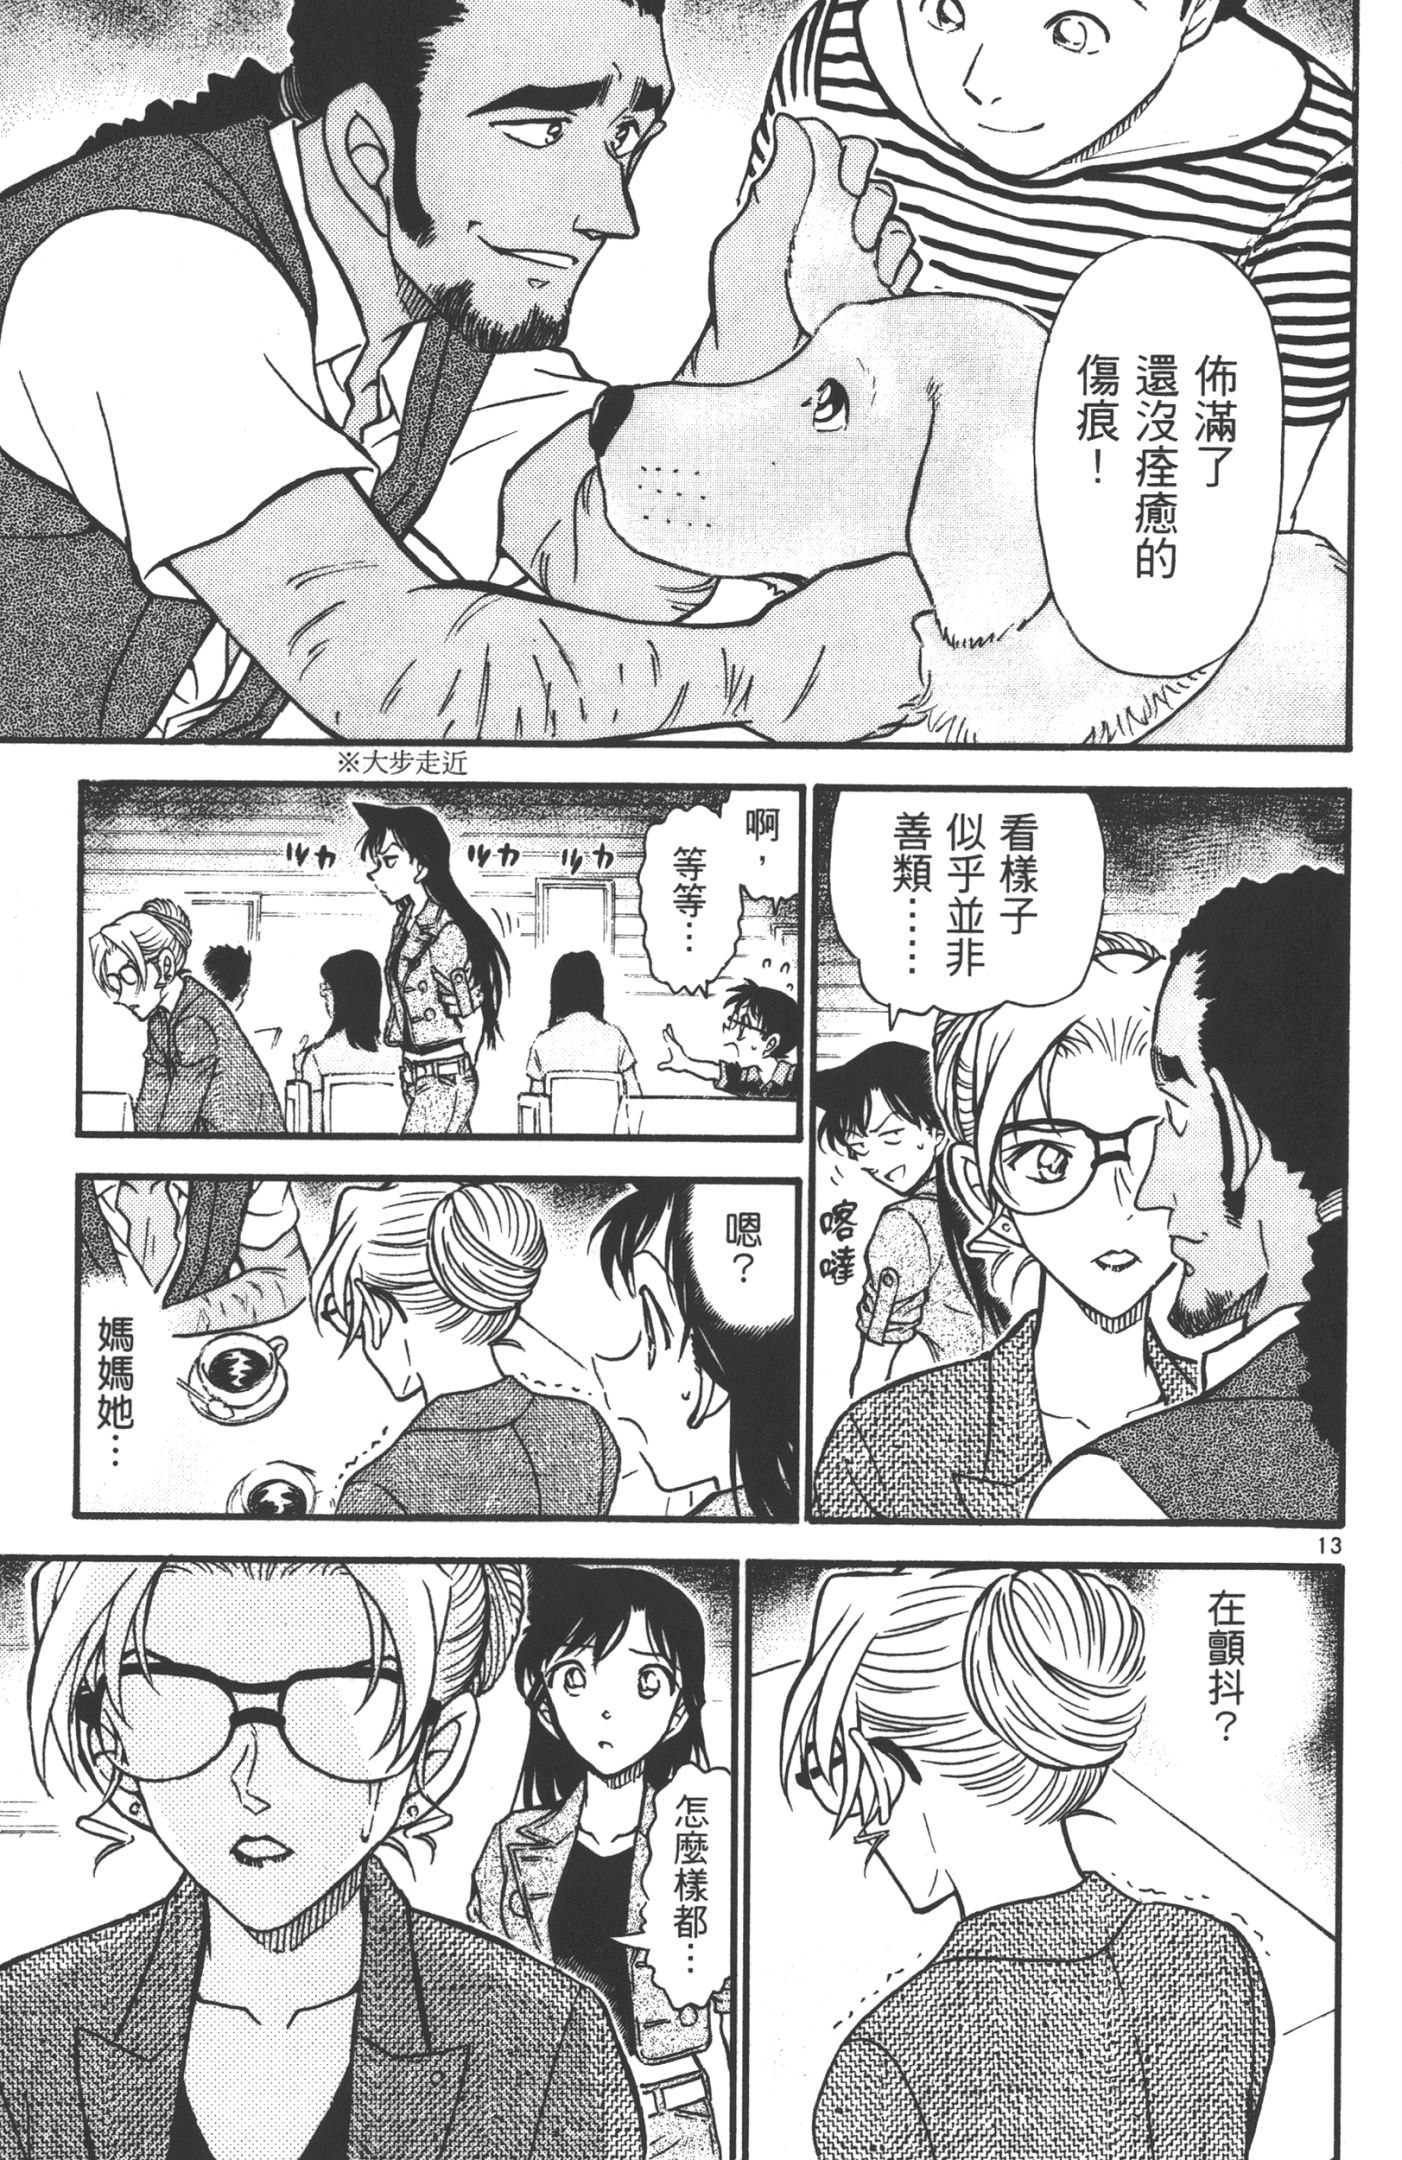 佈滿了
還沒痊癒的
傷痕！
※大步走近
看樣子
似乎並非
善類……
喀噠
啊，
等等…
ツカ
ツカ
ツカ
嗯？
媽媽她…
13
在顫抖？
怎麼樣都…